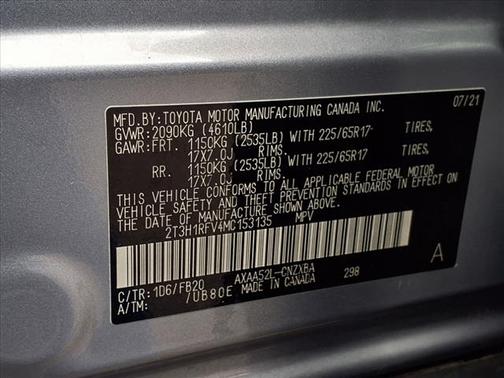 MFD.BY:TOYOTA MOTOR MANUFACTURING CANADA INC. 07/21
GVWR:2090KG (4610LB)
GAWR:FRT. 1150KG (2535LB) WITH 225/65R17 TIRES,
17X7.0J RIMS.
RR. 1150KG (2535LB) WITH 225/65R17 TIRES,
17X7.0J RIMS.
THIS VEHICLE CONFORMS TO ALL APPLICABLE FEDERAL MOTOR
VEHICLE SAFETY AND THEFT PREVENTION STANDARDS IN EFFECT ON
THE DATE OF MANUFACTURE SHOWN ABOVE.
2T3H1RFV4MC153135 MPV
C/TR:1D6/FB20 AXAA52L-CNZXBA A
A/TM: /UB80E MADE IN CANADA 298